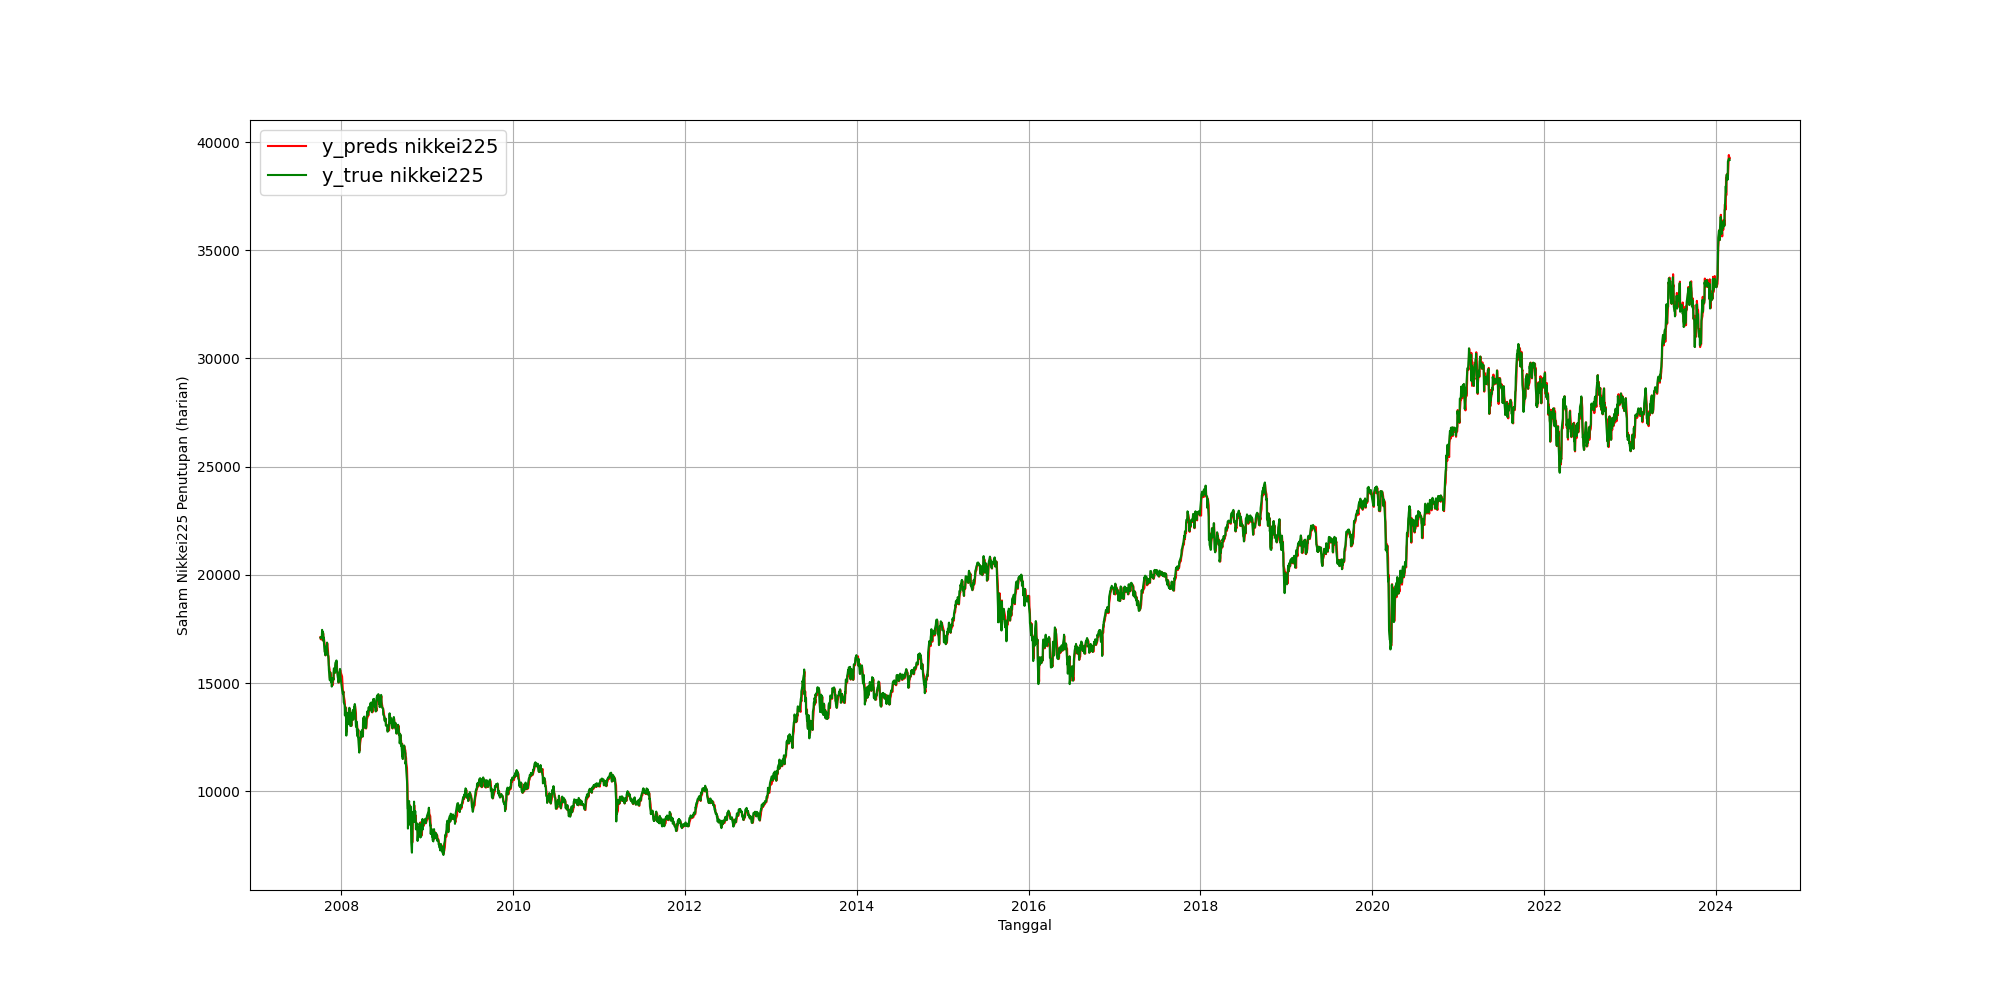 y_preds nikkei225
y_true nikkei225
40000
35000
30000
25000
20000
15000
10000
Saham Nikkei225 Penutupan (harian)
2008 2010 2012 2014 2016 2018 2020 2022 2024
Tanggal